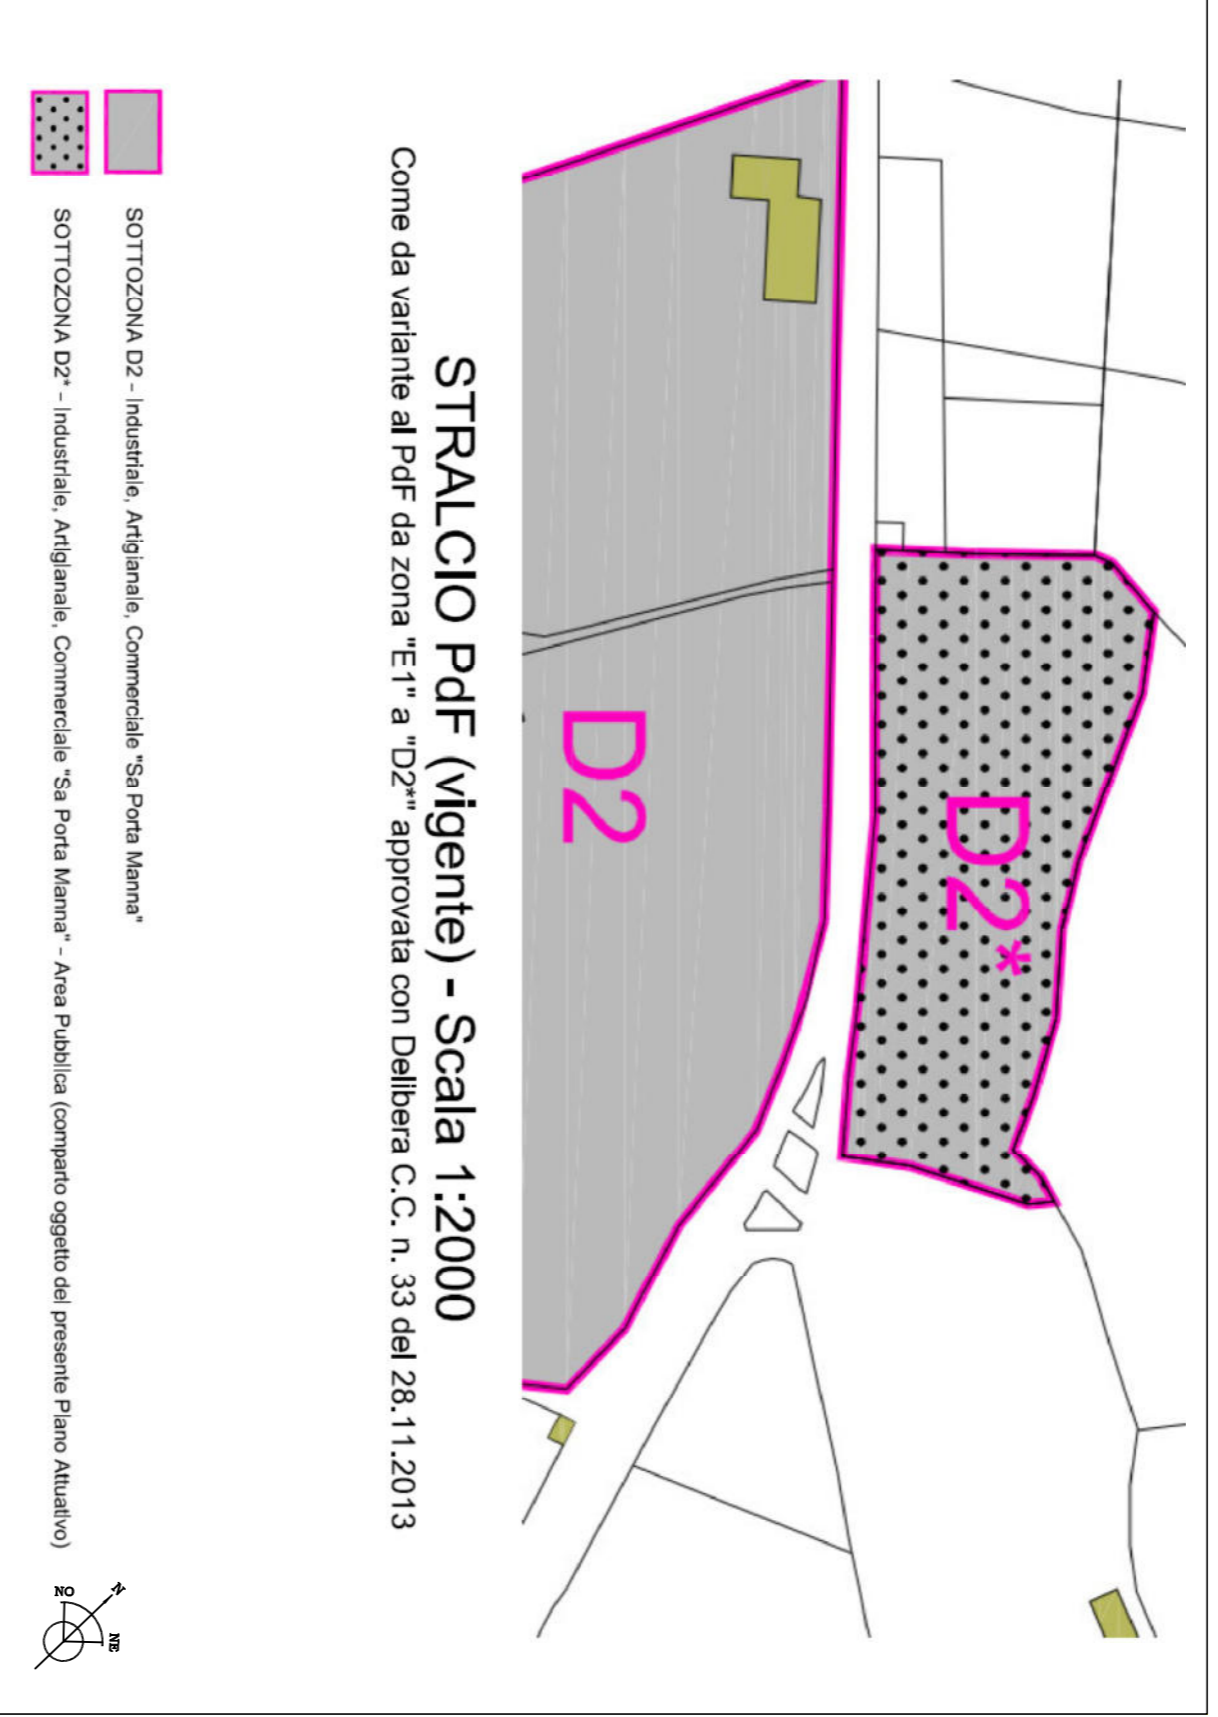 D2*
D2
STRALCIO PdF (vigente) - Scala 1:2000
Come da variante al PdF da zona "E1" a "D2*" approvata con Delibera C.C. n. 33 del 28.11.2013
SOTTOZONA D2 - Industriale, Artigianale, Commerciale "Sa Porta Manna"
SOTTOZONA D2* - Industriale, Artigianale, Commerciale "Sa Porta Manna" - Area Pubblica (comparto oggetto del presente Piano Attuativo)
NO
N
NE